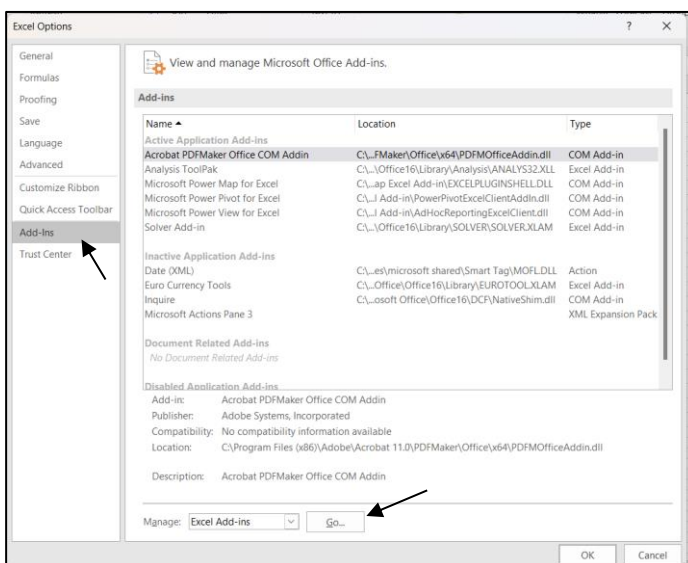 Excel Options ? ×
General
Formulas
Proofing
Save
Language
Advanced
Customize Ribbon
Quick Access Toolbar
Add-Ins
Trust Center
View and manage Microsoft Office Add-ins.
Add-ins
Name Location Type
Active Application Add-ins
Acrobat PDFMaker Office COM Addin C:\...FMaker\Office\x64\PDFMOfficeAddin.dll COM Add-in
Analysis ToolPak C:\...\Office16\Library\Analysis\ANALYS32.XLL Excel Add-in
Microsoft Power Map for Excel C:\...ap Excel Add-in\EXCELPLUGINSHELL.DLL COM Add-in
Microsoft Power Pivot for Excel C:\...l Add-in\PowerPivotExcelClientAddIn.dll COM Add-in
Microsoft Power View for Excel C:\...l Add-in\AdHocReportingExcelClient.dll COM Add-in
Solver Add-in C:\...\Office16\Library\SOLVER\SOLVER.XLAM Excel Add-in
Inactive Application Add-ins
Date (XML) C:\...es\microsoft shared\Smart Tag\MOFL.DLL Action
Euro Currency Tools C:\...Office\Office16\Library\EUROTOOL.XLAM Excel Add-in
Inquire C:\...osoft Office\Office16\DCF\NativeShim.dll COM Add-in
Microsoft Actions Pane 3 XML Expansion Pack
Document Related Add-ins
No Document Related Add-ins
Disabled Application Add-ins
Add-in: Acrobat PDFMaker Office COM Addin
Publisher: Adobe Systems, Incorporated
Compatibility: No compatibility information available
Location: C:\Program Files (x86)\Adobe\Acrobat 11.0\PDFMaker\Office\x64\PDFMOfficeAddin.dll
Description: Acrobat PDFMaker Office COM Addin
Manage: Excel Add-ins Go...
OK Cancel